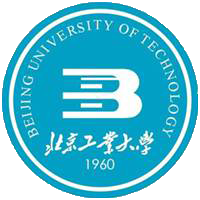 BEIJING UNIVERSITY OF TECHNOLOGY
北京工业大学
1960